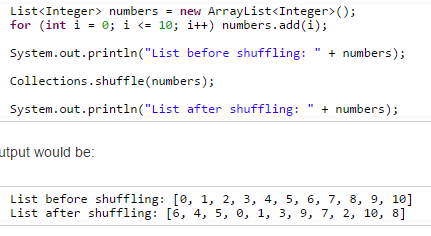 List<Integer> numbers = new ArrayList<Integer>();
for (int i = 0; i <= 10; i++) numbers.add(i);
System.out.println("List before shuffling: " + numbers);
Collections.shuffle(numbers);
System.out.println("List after shuffling: " + numbers);
utput would be:
List before shuffling: [0, 1, 2, 3, 4, 5, 6, 7, 8, 9, 10]
List after shuffling: [6, 4, 5, 0, 1, 3, 9, 7, 2, 10, 8]